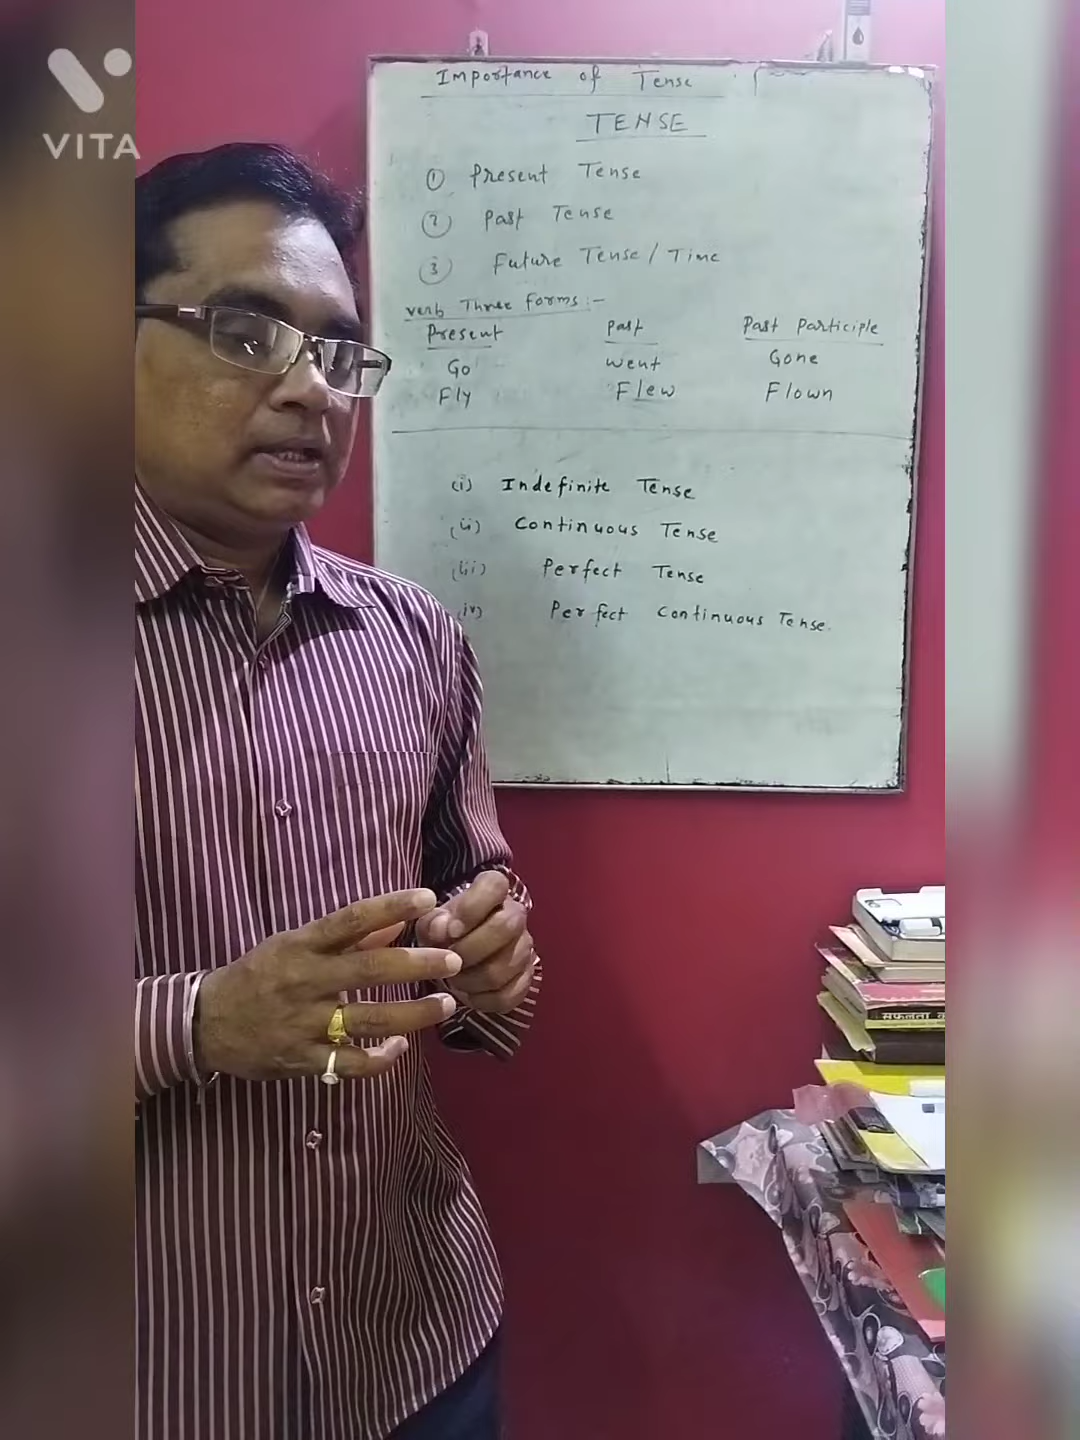 VITA
Importance of Tense
TENSE
① Present Tense
② Past Tense
③ Future Tense/Time
Verb Three Forms :-
Present Past Past Participle
Go Went Gone
Fly Flew Flown
(i) Indefinite Tense
(ii) Continuous Tense
(iii) Perfect Tense
(iv) Perfect Continuous Tense.
सफलता